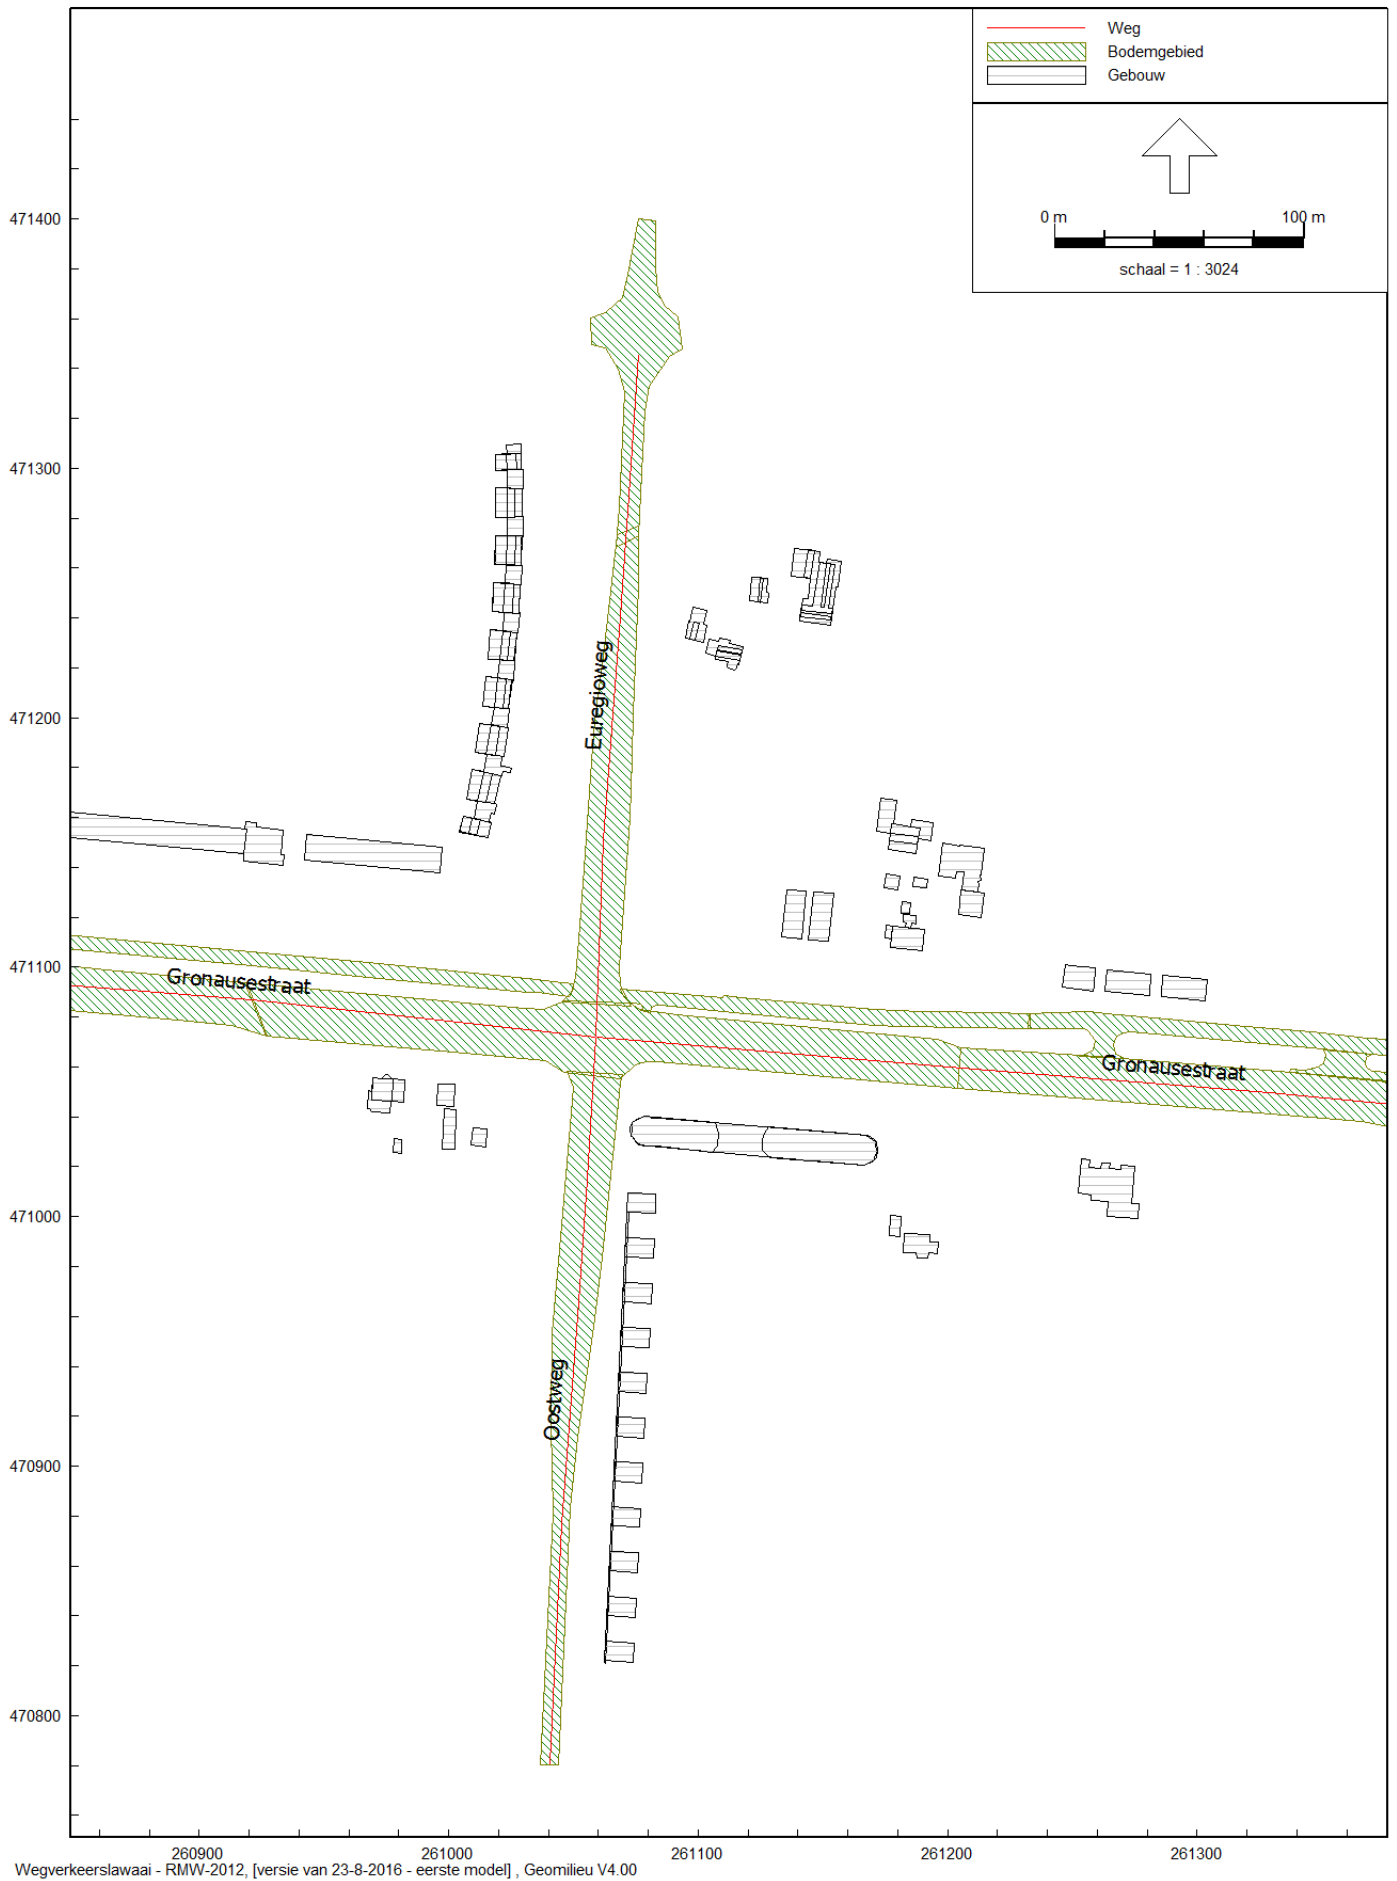 Weg
Bodemgebied
Gebouw
0 m 100 m
schaal = 1 : 3024
471400
471300
471200
471100
471000
470900
470800
Euregioweg
Gronausestraat
Gronausestraat
Oostweg
260900 261000 261100 261200 261300
Wegverkeerslawaai - RMW-2012, [versie van 23-8-2016 - eerste model] , Geomilieu V4.00